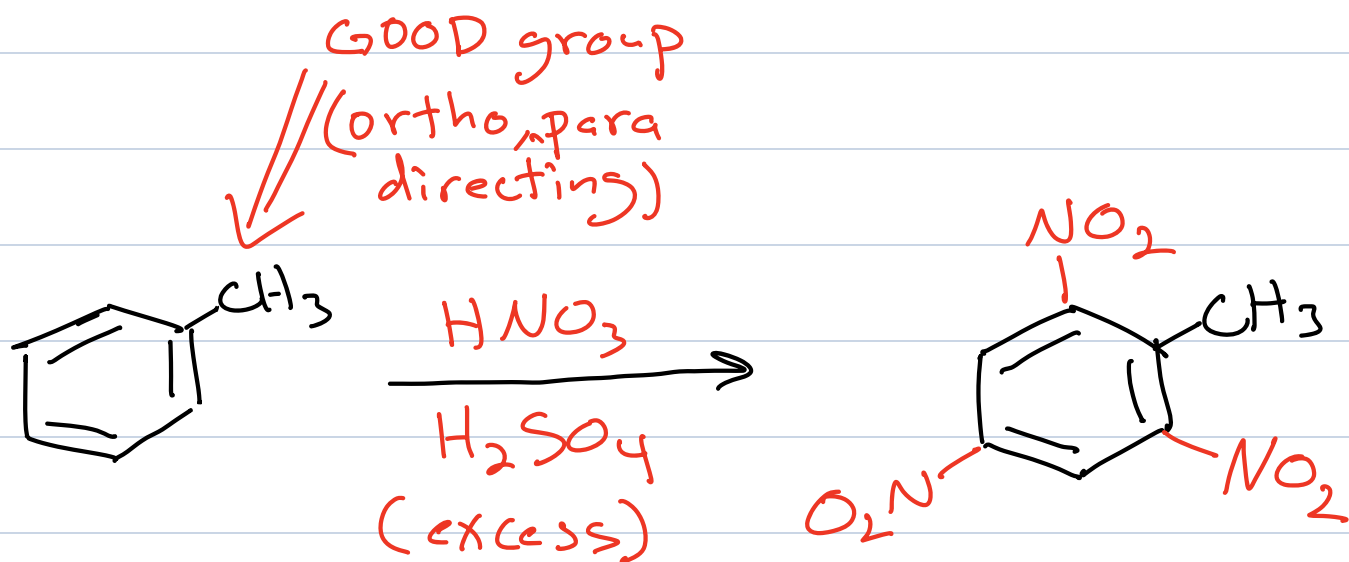 GOOD group
(ortho, para
directing)
CH3
HNO3
H2SO4
(excess)
NO2
CH3
O2N
NO2